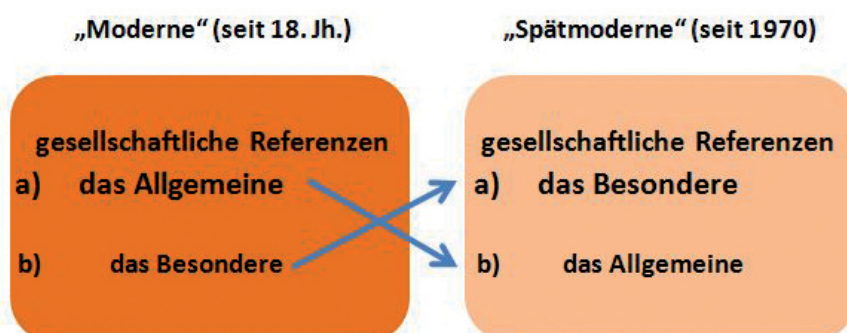 „Moderne“ (seit 18. Jh.)
gesellschaftliche Referenzen
a) das Allgemeine
b) das Besondere
„Spätmoderne“ (seit 1970)
gesellschaftliche Referenzen
a) das Besondere
b) das Allgemeine